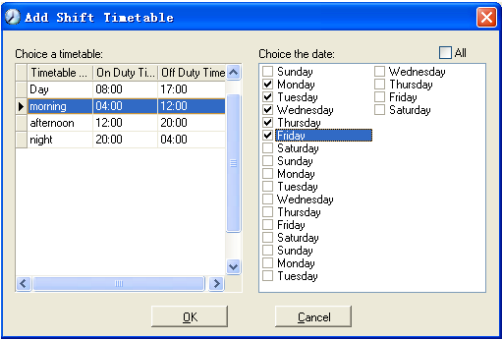 Add Shift Timetable
Choice a timetable:
Timetable ... On Duty Ti... Off Duty Time
Day 08:00 17:00
morning 04:00 12:00
afternoon 12:00 20:00
night 20:00 04:00
Choice the date:
All
Sunday
Monday
Tuesday
Wednesday
Thursday
Friday
Saturday
Sunday
Monday
Tuesday
Wednesday
Thursday
Friday
Saturday
Sunday
Monday
Tuesday
Wednesday
Thursday
Friday
Saturday
OK
Cancel